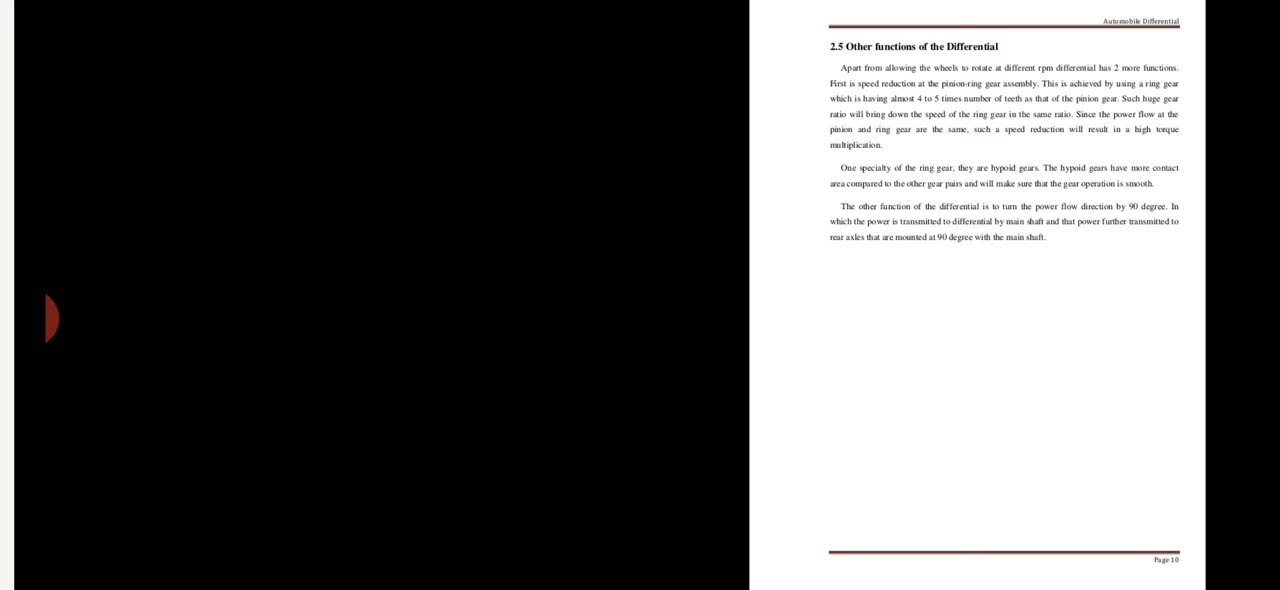 Automobile Differential
2.5 Other functions of the Differential
Apart from allowing the wheels to rotate at different rpm differential has 2 more functions.
First is speed reduction at the pinion-ring gear assembly. This is achieved by using a ring gear
which is having almost 4 to 5 times number of teeth as that of the pinion gear. Such huge gear
ratio will bring down the speed of the ring gear in the same ratio. Since the power flow at the
pinion and ring gear are the same, such a speed reduction will result in a high torque
multiplication.
One specialty of the ring gear, they are hypoid gears. The hypoid gears have more contact
area compared to the other gear pairs and will make sure that the gear operation is smooth.
The other function of the differential is to turn the power flow direction by 90 degree. In
which the power is transmitted to differential by main shaft and that power further transmitted to
rear axles that are mounted at 90 degree with the main shaft.
Page 10